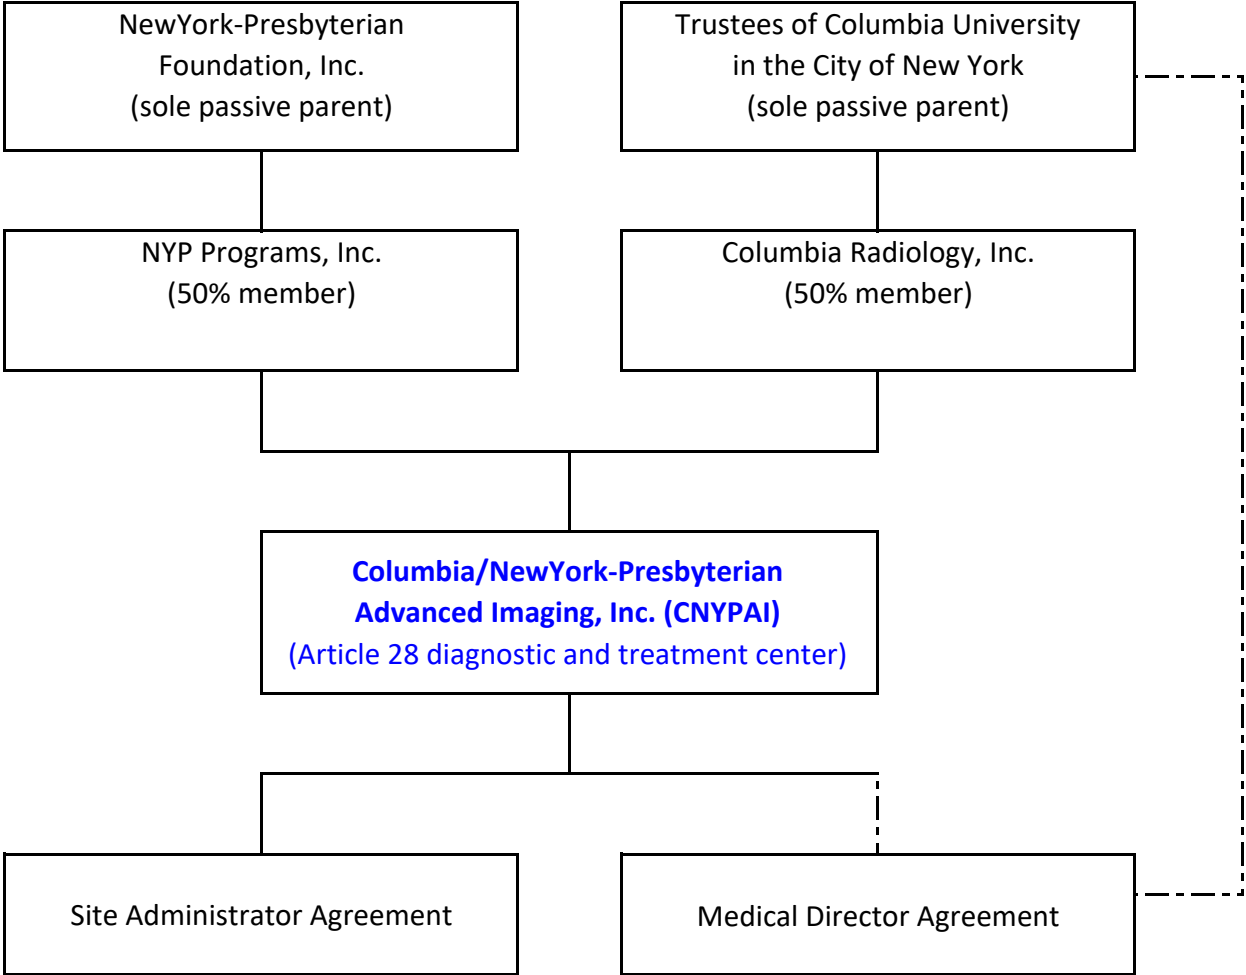 NewYork-Presbyterian
Foundation, Inc.
(sole passive parent)
Trustees of Columbia University
in the City of New York
(sole passive parent)
NYP Programs, Inc.
(50% member)
Columbia Radiology, Inc.
(50% member)
Columbia/NewYork-Presbyterian
Advanced Imaging, Inc. (CNYPAI)
(Article 28 diagnostic and treatment center)
Site Administrator Agreement
Medical Director Agreement